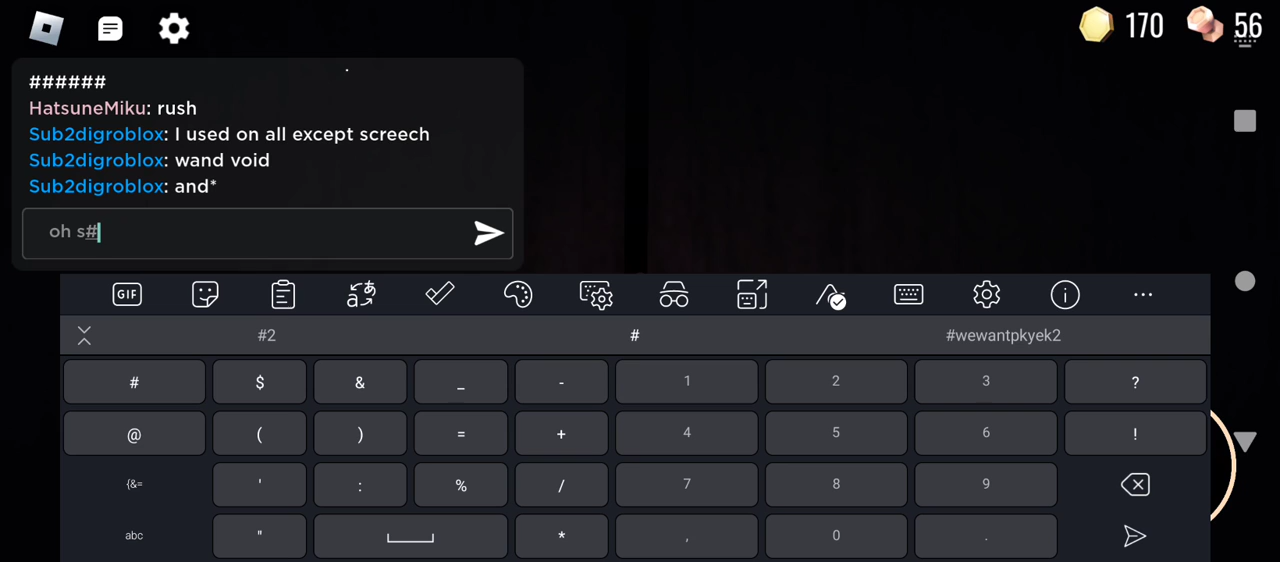 170
56
######
HatsuneMiku: rush
Sub2digroblox: I used on all except screech
Sub2digroblox: wand void
Sub2digroblox: and*
oh s#
GIF
#2 # #wewantpkyek2
# $ & _ - 1 2 3 ?
@ ( ) = + 4 5 6 !
{&= ' : % / 7 8 9
abc " * , 0 .